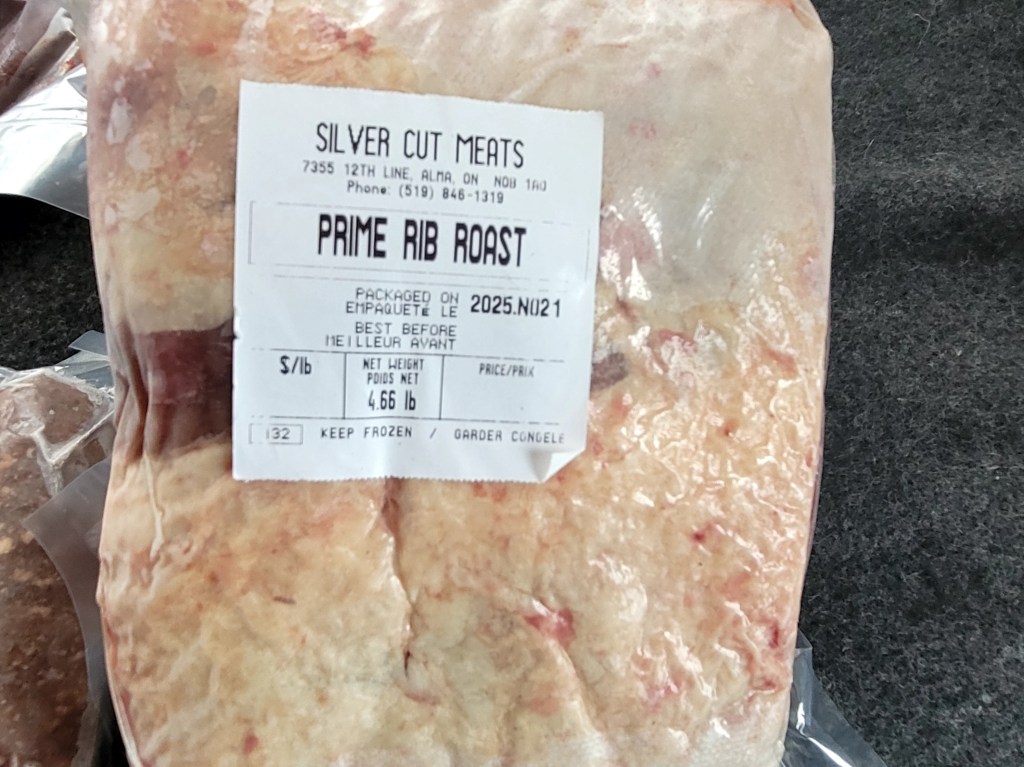 SILVER CUT MEATS
7355 12TH LINE, ALMA, ON N0B 1A0
Phone: (519) 846-1319
PRIME RIB ROAST
PACKAGED ON
EMPAQUETÉ LE 2025.NO21
BEST BEFORE
MEILLEUR AVANT
$/lb NET WEIGHT PRICE/PRIX
POIDS NET
4.66 lb
132 KEEP FROZEN / GARDER CONGELE